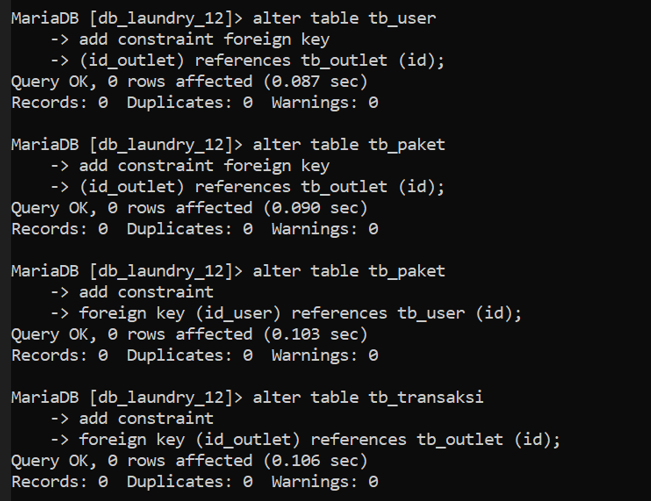 MariaDB [db_laundry_12]> alter table tb_user
    -> add constraint foreign key
    -> (id_outlet) references tb_outlet (id);
Query OK, 0 rows affected (0.087 sec)
Records: 0  Duplicates: 0  Warnings: 0

MariaDB [db_laundry_12]> alter table tb_paket
    -> add constraint foreign key
    -> (id_outlet) references tb_outlet (id);
Query OK, 0 rows affected (0.090 sec)
Records: 0  Duplicates: 0  Warnings: 0

MariaDB [db_laundry_12]> alter table tb_paket
    -> add constraint
    -> foreign key (id_user) references tb_user (id);
Query OK, 0 rows affected (0.103 sec)
Records: 0  Duplicates: 0  Warnings: 0

MariaDB [db_laundry_12]> alter table tb_transaksi
    -> add constraint
    -> foreign key (id_outlet) references tb_outlet (id);
Query OK, 0 rows affected (0.106 sec)
Records: 0  Duplicates: 0  Warnings: 0